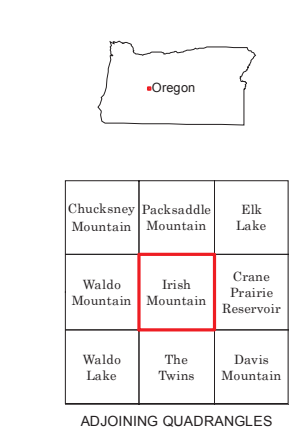 Oregon
Chucksney
Mountain
Packsaddle
Mountain
Elk
Lake
Waldo
Mountain
Irish
Mountain
Crane
Prairie
Reservoir
Waldo
Lake
The
Twins
Davis
Mountain
ADJOINING QUADRANGLES